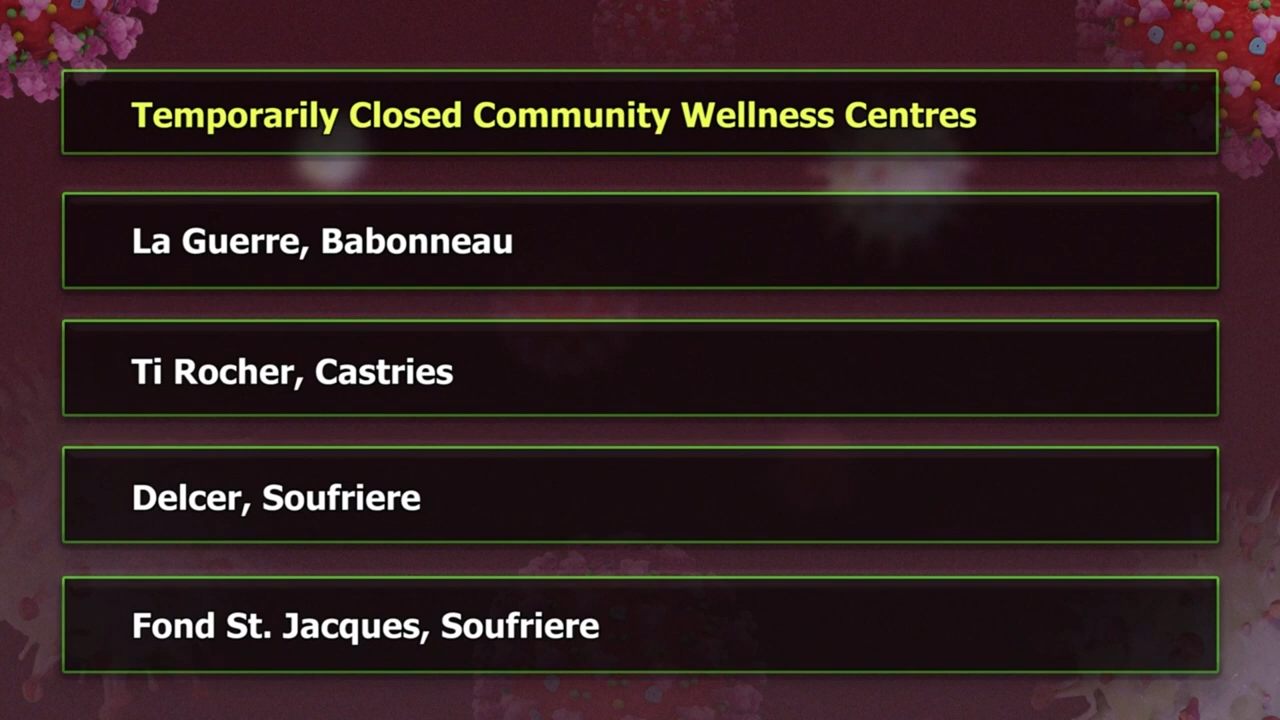 Temporarily Closed Community Wellness Centres
La Guerre, Babonneau
Ti Rocher, Castries
Delcer, Soufriere
Fond St. Jacques, Soufriere